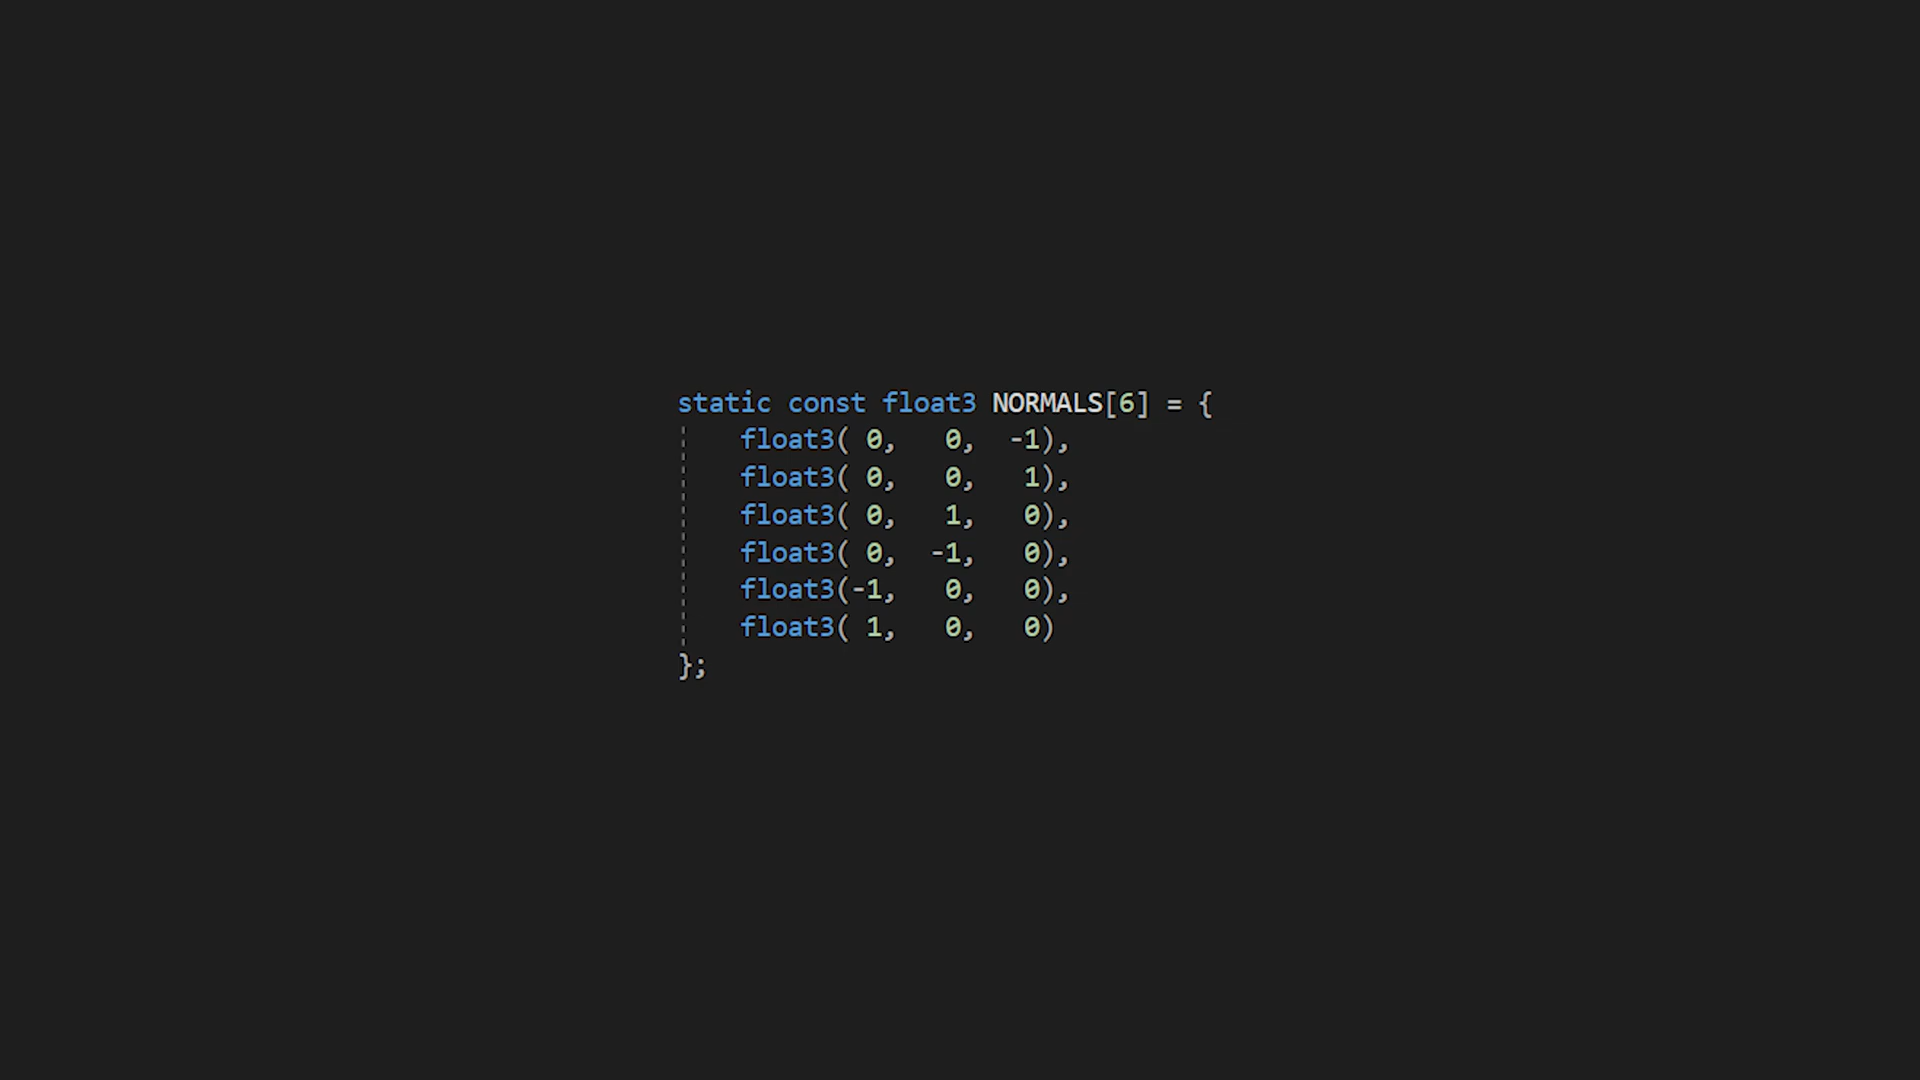 static const float3 NORMALS[6] = {
    float3( 0,   0,  -1),
    float3( 0,   0,   1),
    float3( 0,   1,   0),
    float3( 0,  -1,   0),
    float3(-1,   0,   0),
    float3( 1,   0,   0)
};